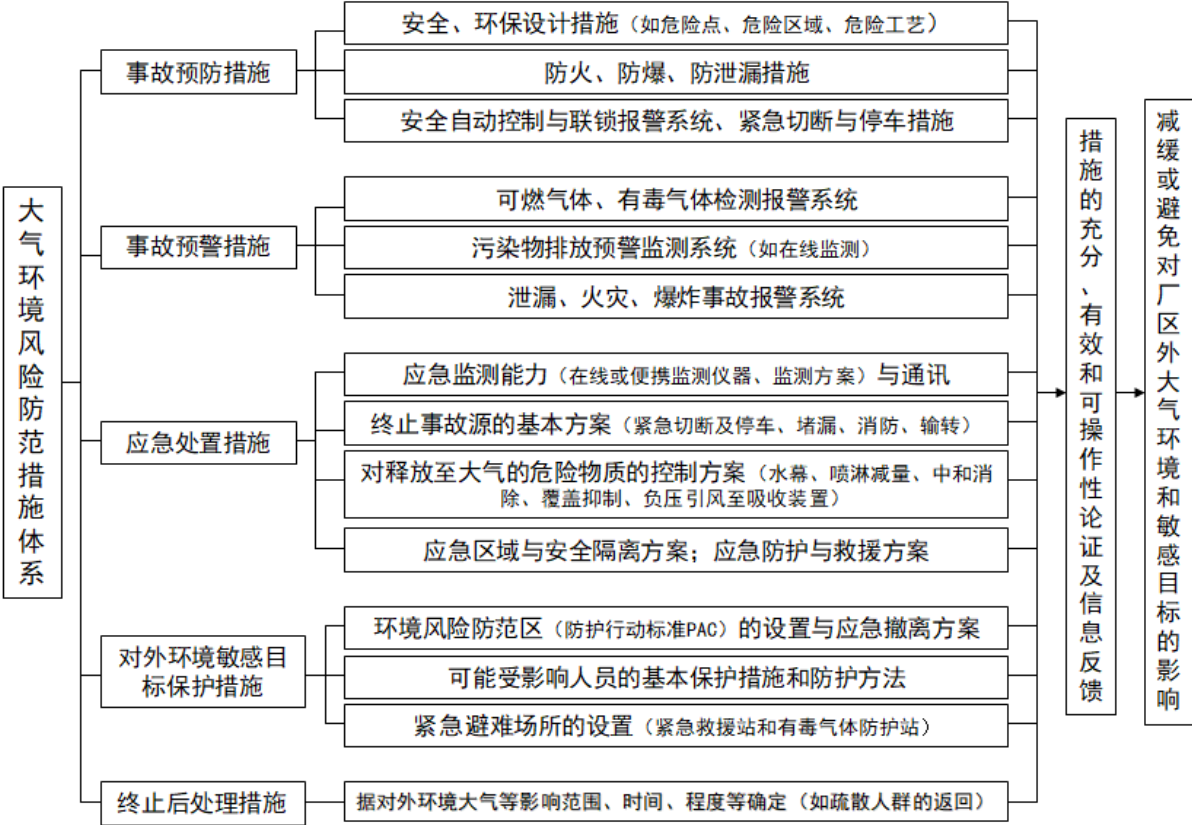 大气环境风险防范措施体系
事故预防措施
安全、环保设计措施（如危险点、危险区域、危险工艺）
防火、防爆、防泄漏措施
安全自动控制与联锁报警系统、紧急切断与停车措施
事故预警措施
可燃气体、有毒气体检测报警系统
污染物排放预警监测系统（如在线监测）
泄漏、火灾、爆炸事故报警系统
应急处置措施
应急监测能力（在线或便携监测仪器、监测方案）与通讯
终止事故源的基本方案（紧急切断及停车、堵漏、消防、输转）
对释放至大气的危险物质的控制方案（水幕、喷淋减量、中和消
除、覆盖抑制、负压引风至吸收装置）
应急区域与安全隔离方案；应急防护与救援方案
对外环境敏感目
标保护措施
环境风险防范区（防护行动标准PAC）的设置与应急撤离方案
可能受影响人员的基本保护措施和防护方法
紧急避难场所的设置（紧急救援站和有毒气体防护站）
终止后处理措施
据对外环境大气等影响范围、时间、程度等确定（如疏散人群的返回）
措施的充分、有效和可操作性论证及信息反馈
减缓或避免对厂区外大气环境和敏感目标的影响